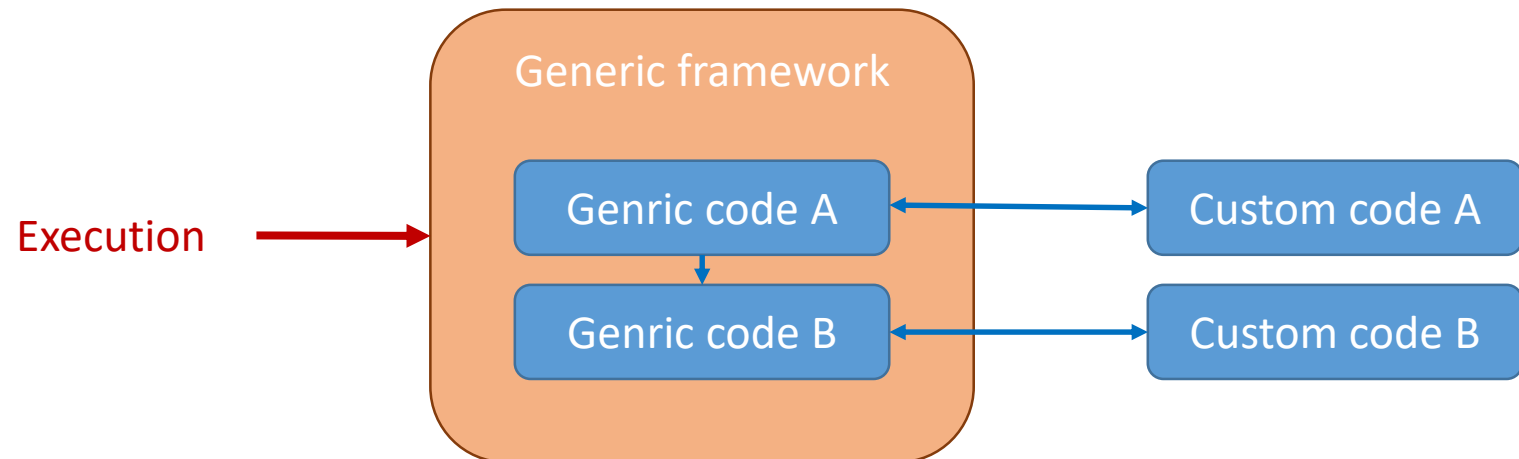 Generic framework
Genric code A
Custom code A
Execution
Genric code B
Custom code B